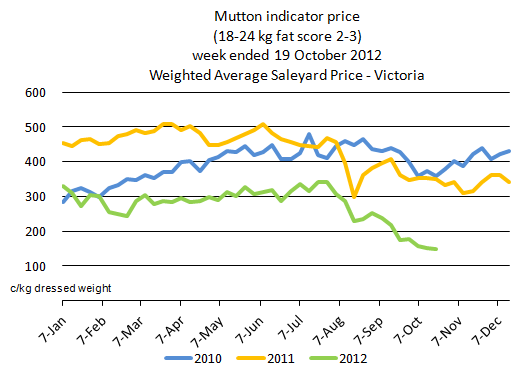 Mutton indicator price
(18-24 kg fat score 2-3)
week ended 19 October 2012
Weighted Average Saleyard Price - Victoria
600
500
400
300
200
100
c/kg dressed weight
7-Jan
7-Feb
7-Mar
7-Apr
7-May
7-Jun
7-Jul
7-Aug
7-Sep
7-Oct
7-Nov
7-Dec
2010 2011 2012